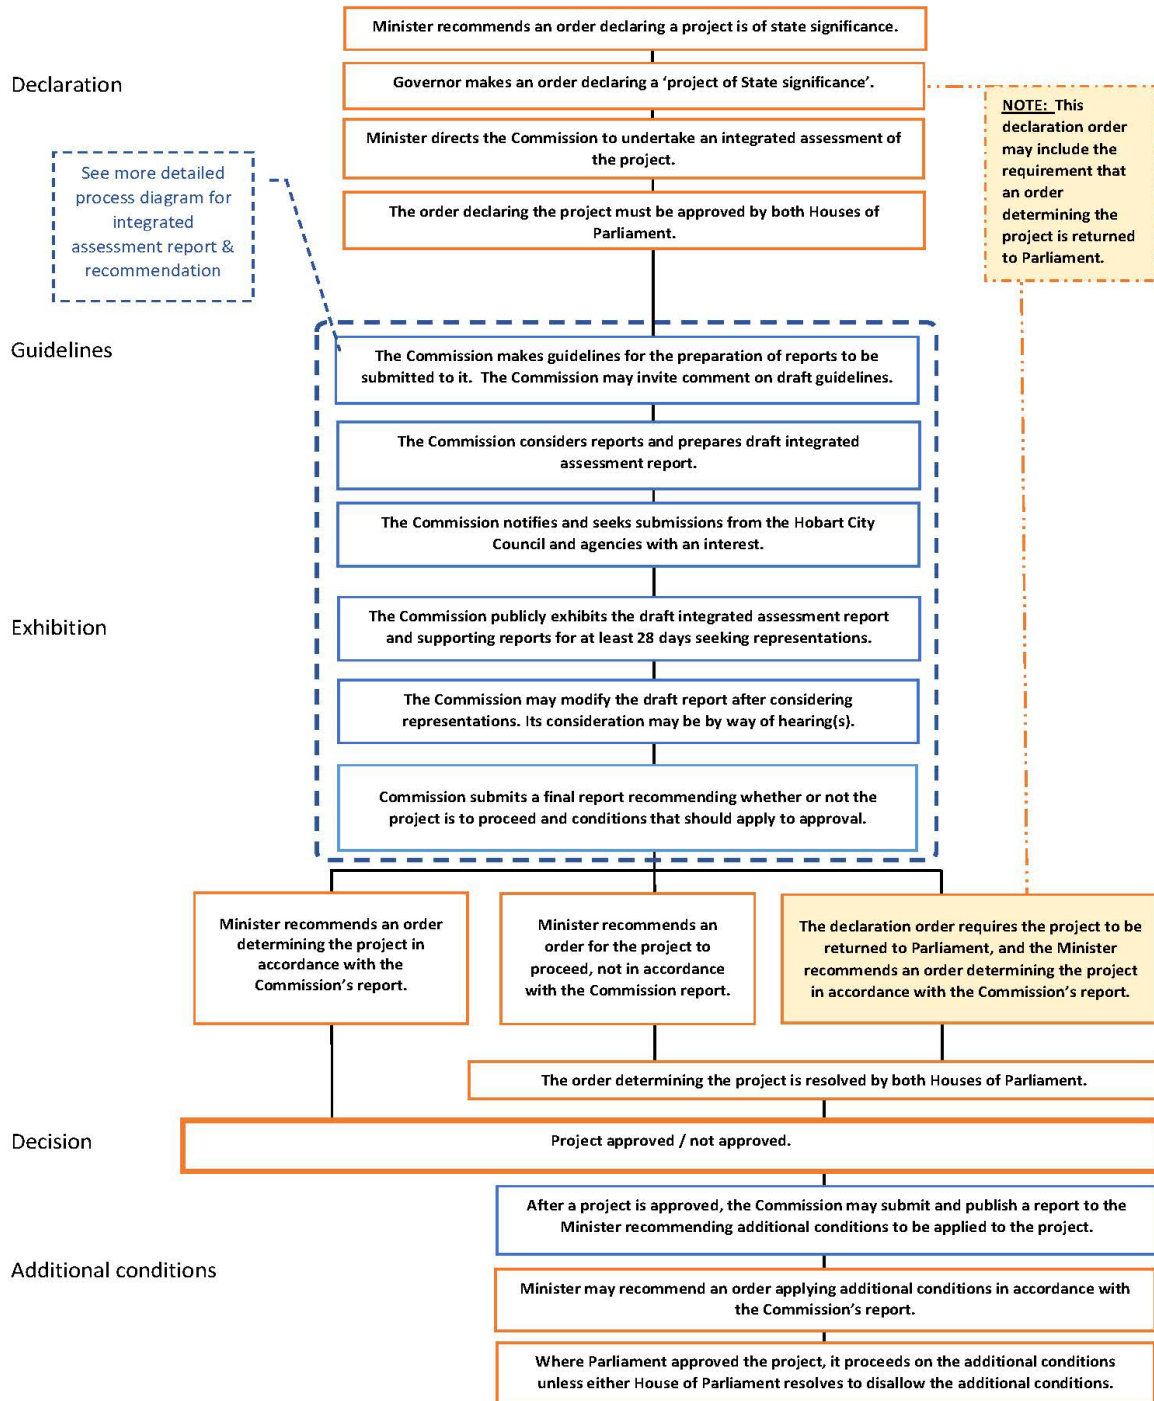 Minister recommends an order declaring a project is of state significance.
Declaration
Governor makes an order declaring a ‘project of State significance’.
NOTE: This
declaration order
may include the
requirement that
an order
determining the
project is returned
to Parliament.
Minister directs the Commission to undertake an integrated assessment of
the project.
See more detailed
process diagram for
integrated
assessment report &
recommendation
The order declaring the project must be approved by both Houses of
Parliament.
Guidelines
The Commission makes guidelines for the preparation of reports to be
submitted to it. The Commission may invite comment on draft guidelines.
The Commission considers reports and prepares draft integrated
assessment report.
The Commission notifies and seeks submissions from the Hobart City
Council and agencies with an interest.
Exhibition
The Commission publicly exhibits the draft integrated assessment report
and supporting reports for at least 28 days seeking representations.
The Commission may modify the draft report after considering
representations. Its consideration may be by way of hearing(s).
Commission submits a final report recommending whether or not the
project is to proceed and conditions that should apply to approval.
Minister recommends an order
determining the project in
accordance with the
Commission’s report.
Minister recommends an
order for the project to
proceed, not in accordance
with the Commission report.
The declaration order requires the project to be
returned to Parliament, and the Minister
recommends an order determining the project
in accordance with the Commission’s report.
The order determining the project is resolved by both Houses of Parliament.
Decision
Project approved / not approved.
After a project is approved, the Commission may submit and publish a report to the
Minister recommending additional conditions to be applied to the project.
Additional conditions
Minister may recommend an order applying additional conditions in accordance with
the Commission’s report.
Where Parliament approved the project, it proceeds on the additional conditions
unless either House of Parliament resolves to disallow the additional conditions.